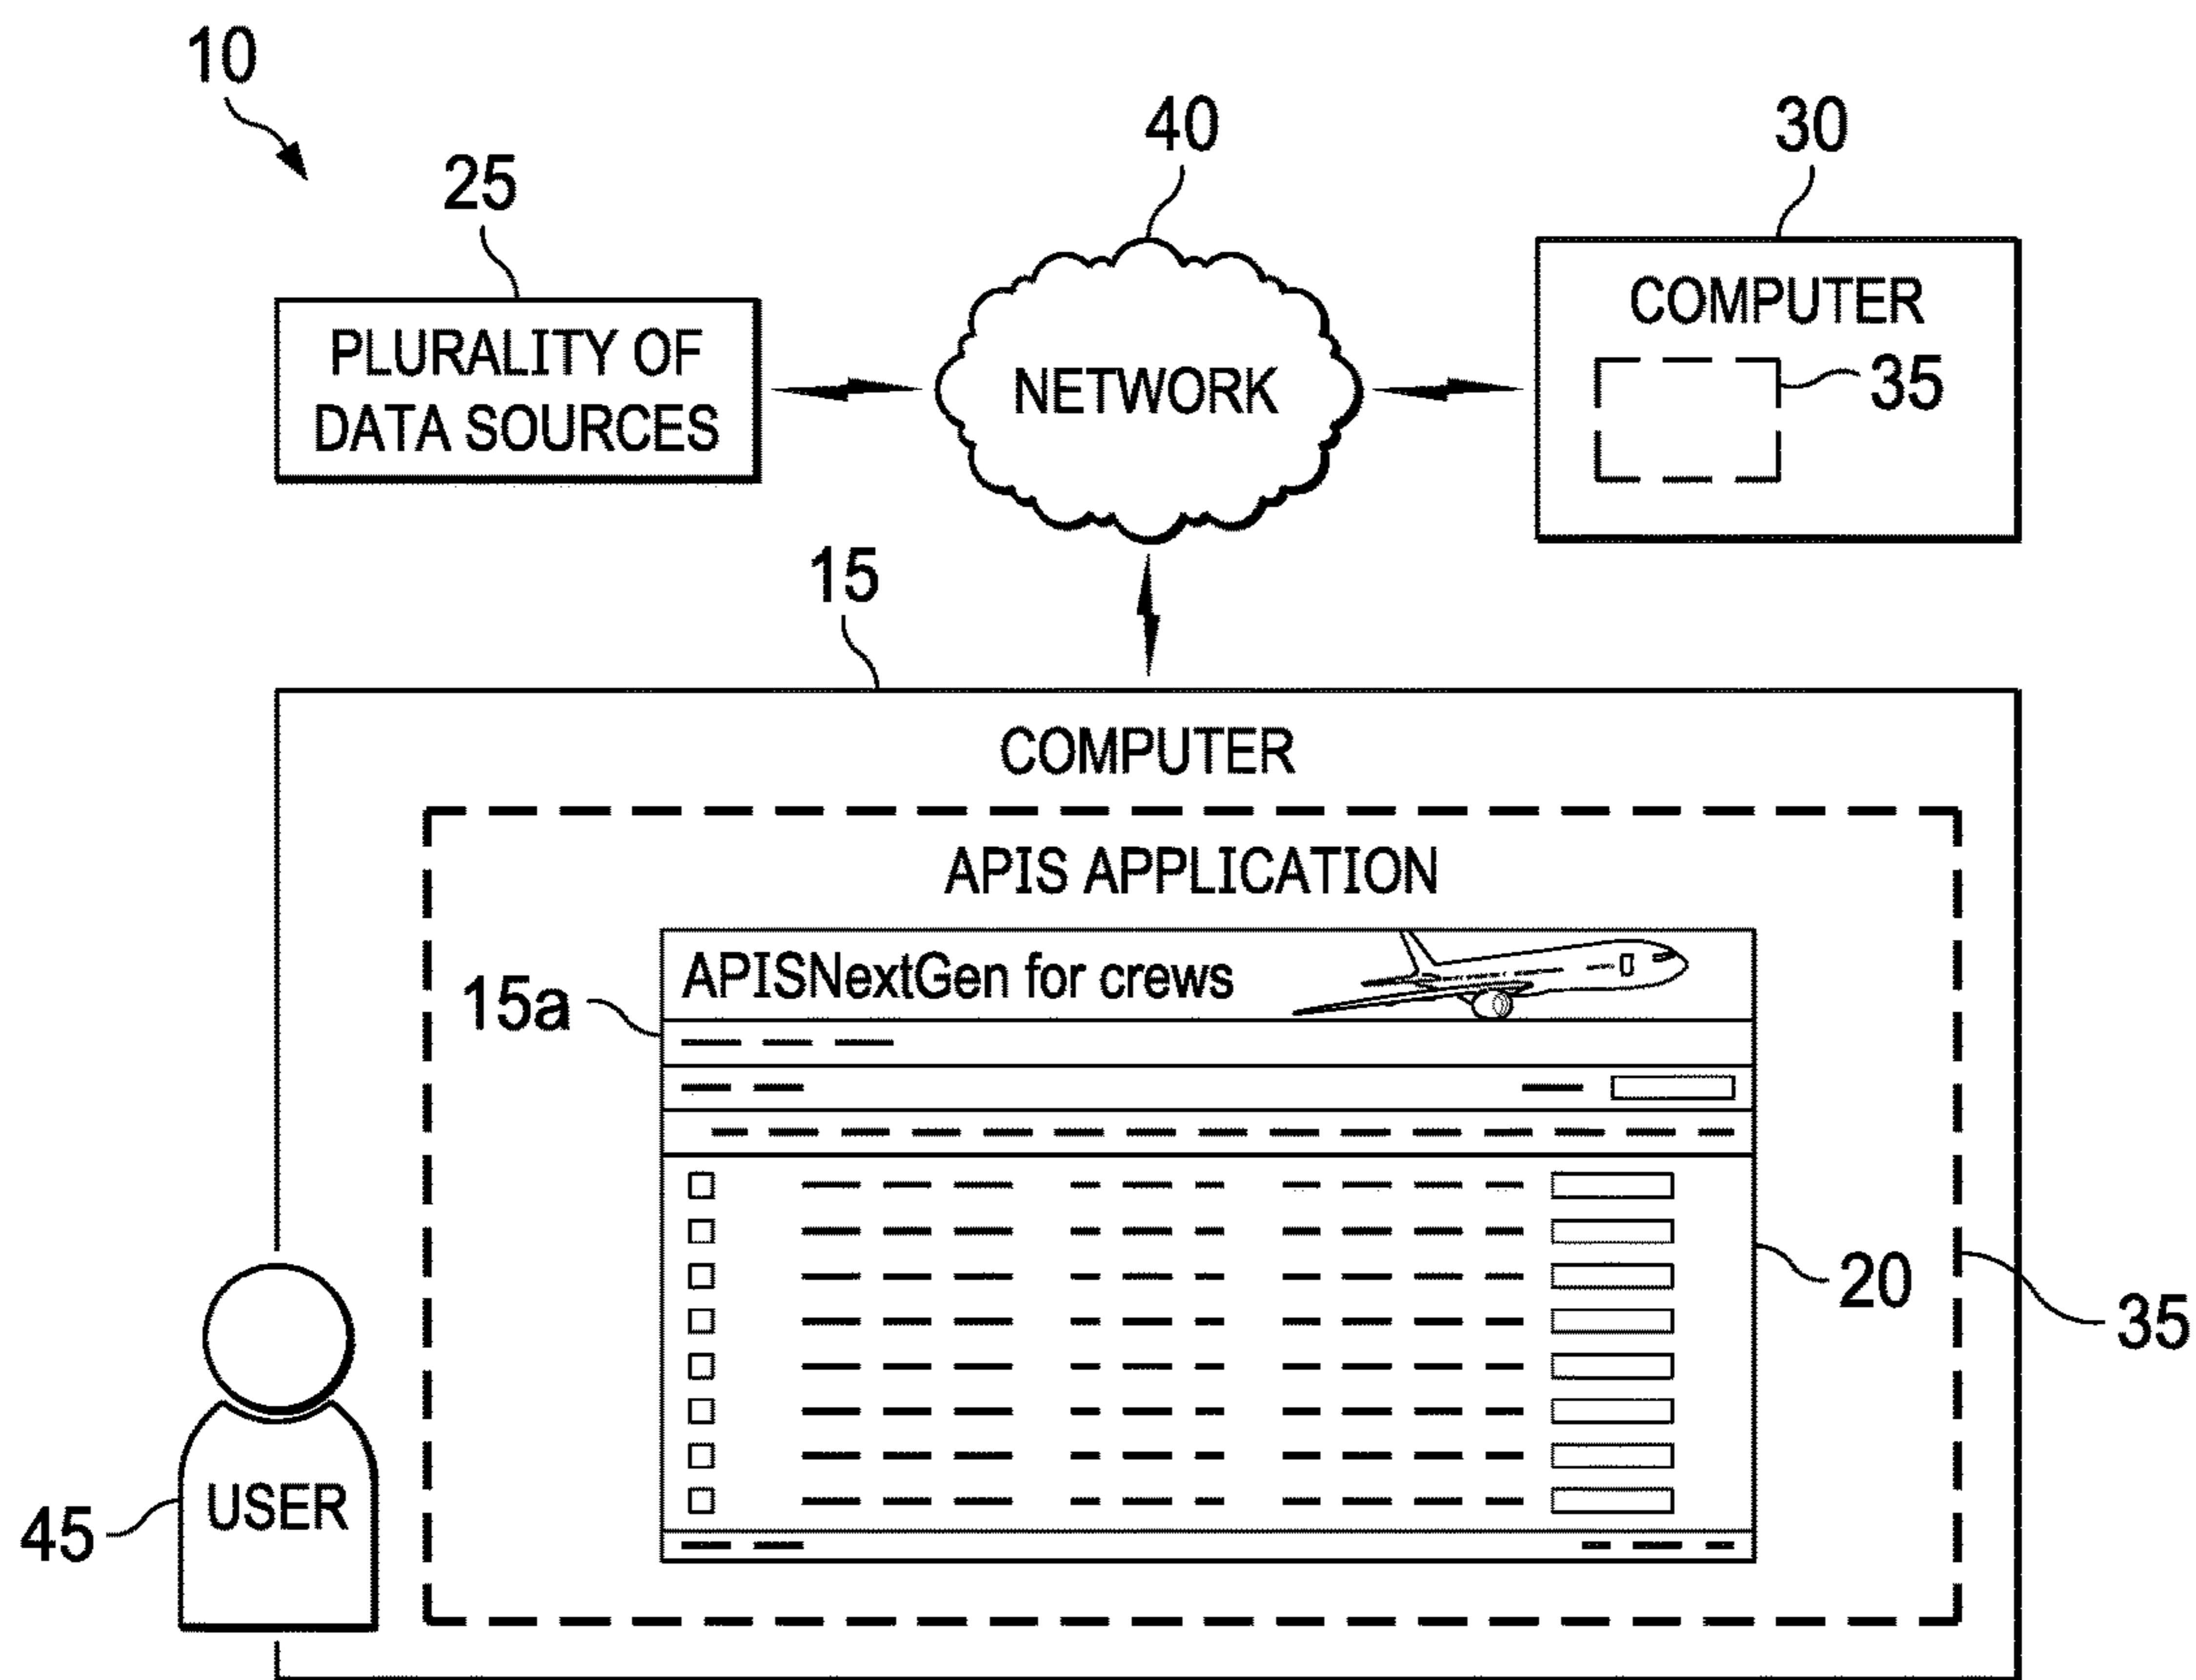 10
25
40
30
PLURALITY OF
DATA SOURCES
NETWORK
COMPUTER
35
15
COMPUTER
APIS APPLICATION
APISNextGen for crews
15a
20
35
45
USER